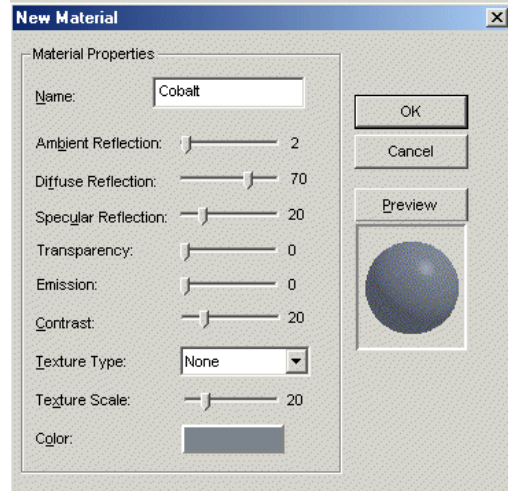 New Material
Material Properties
Name: Cobalt
OK
Ambient Reflection: 2
Cancel
Diffuse Reflection: 70
Preview
Specular Reflection: 20
Transparency: 0
Emission: 0
Contrast: 20
Texture Type: None
Texture Scale: 20
Color: